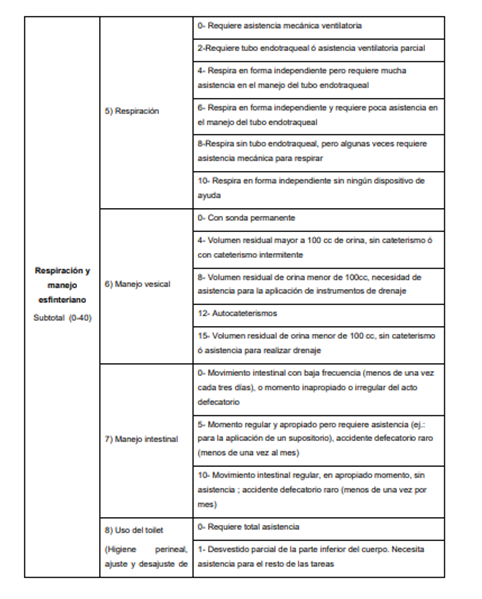 Respiración y
manejo
esfinteriano
Subtotal (0-40)
5) Respiración
0- Requiere asistencia mecánica ventilatoria
2-Requiere tubo endotraqueal ó asistencia ventilatoria parcial
4- Respira en forma independiente pero requiere mucha
asistencia en el manejo del tubo endotraqueal
6- Respira en forma independiente y requiere poca asistencia en
el manejo del tubo endotraqueal
8-Respira sin tubo endotraqueal, pero algunas veces requiere
asistencia mecánica para respirar
10- Respira en forma independiente sin ningún dispositivo de
ayuda
6) Manejo vesical
0- Con sonda permanente
4- Volumen residual mayor a 100 cc de orina, sin cateterismo ó
con cateterismo intermitente
8- Volumen residual de orina menor de 100cc, necesidad de
asistencia para la aplicación de instrumentos de drenaje
12- Autocateterismos
15- Volumen residual de orina menor de 100 cc, sin cateterismo
ó asistencia para realizar drenaje
7) Manejo intestinal
0- Movimiento intestinal con baja frecuencia (menos de una vez
cada tres días), o momento inapropiado o irregular del acto
defecatorio
5- Momento regular y apropiado pero requiere asistencia (ej.:
para la aplicación de un supositorio), accidente defecatorio raro
(menos de una vez al mes)
10- Movimiento intestinal regular, en apropiado momento, sin
asistencia ; accidente defecatorio raro (menos de una vez por
mes)
8) Uso del toilet
(Higiene perineal,
ajuste y desajuste de
0- Requiere total asistencia
1- Desvestido parcial de la parte inferior del cuerpo. Necesita
asistencia para el resto de las tareas